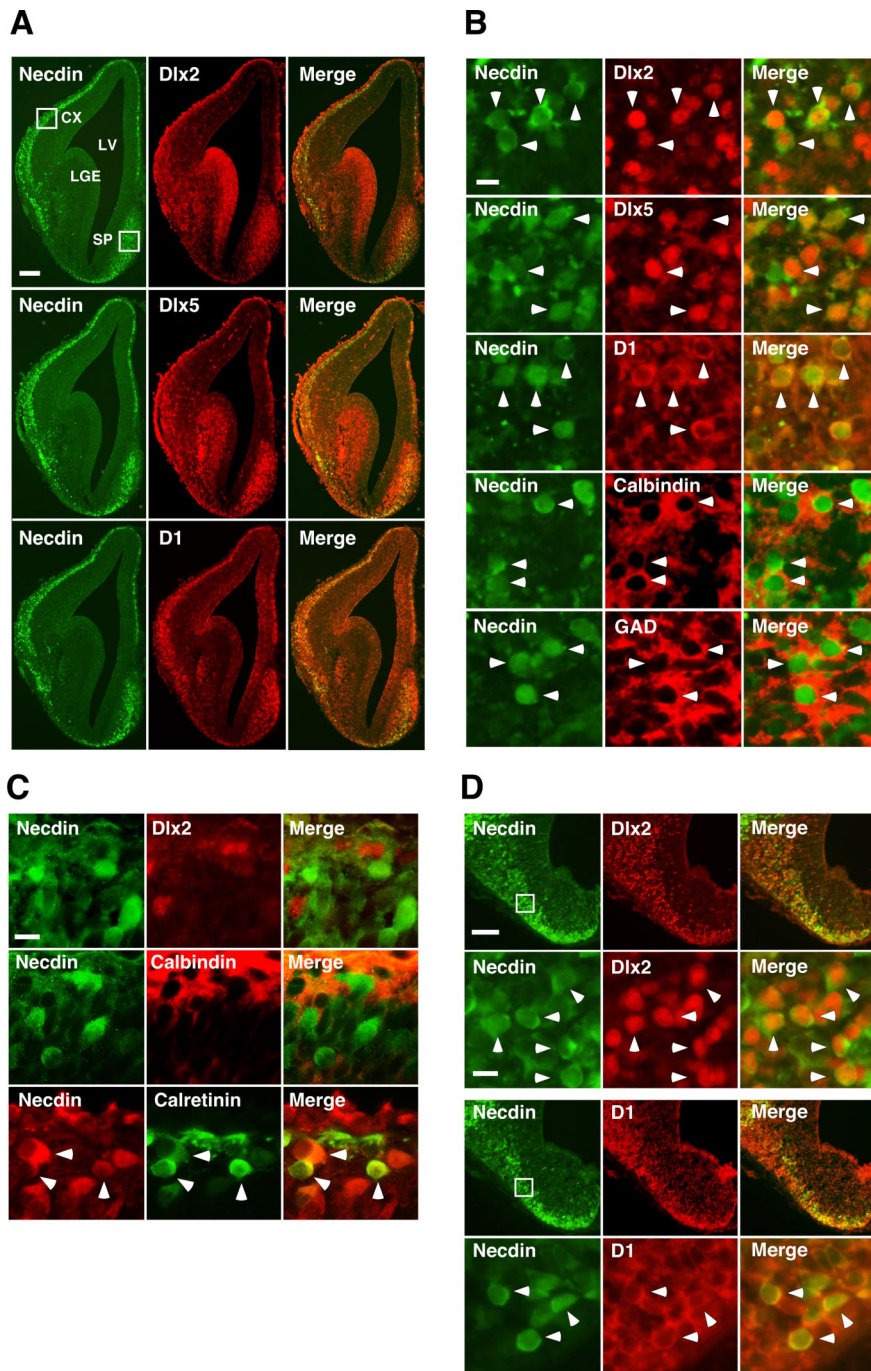 A
Necdin Dlx2 Merge
CX
LV
LGE
SP
Necdin Dlx5 Merge
Necdin D1 Merge
B
Necdin Dlx2 Merge
Necdin Dlx5 Merge
Necdin D1 Merge
Necdin Calbindin Merge
Necdin GAD Merge
C
Necdin Dlx2 Merge
Necdin Calbindin Merge
Necdin Calretinin Merge
D
Necdin Dlx2 Merge
Necdin Dlx2 Merge
Necdin D1 Merge
Necdin D1 Merge